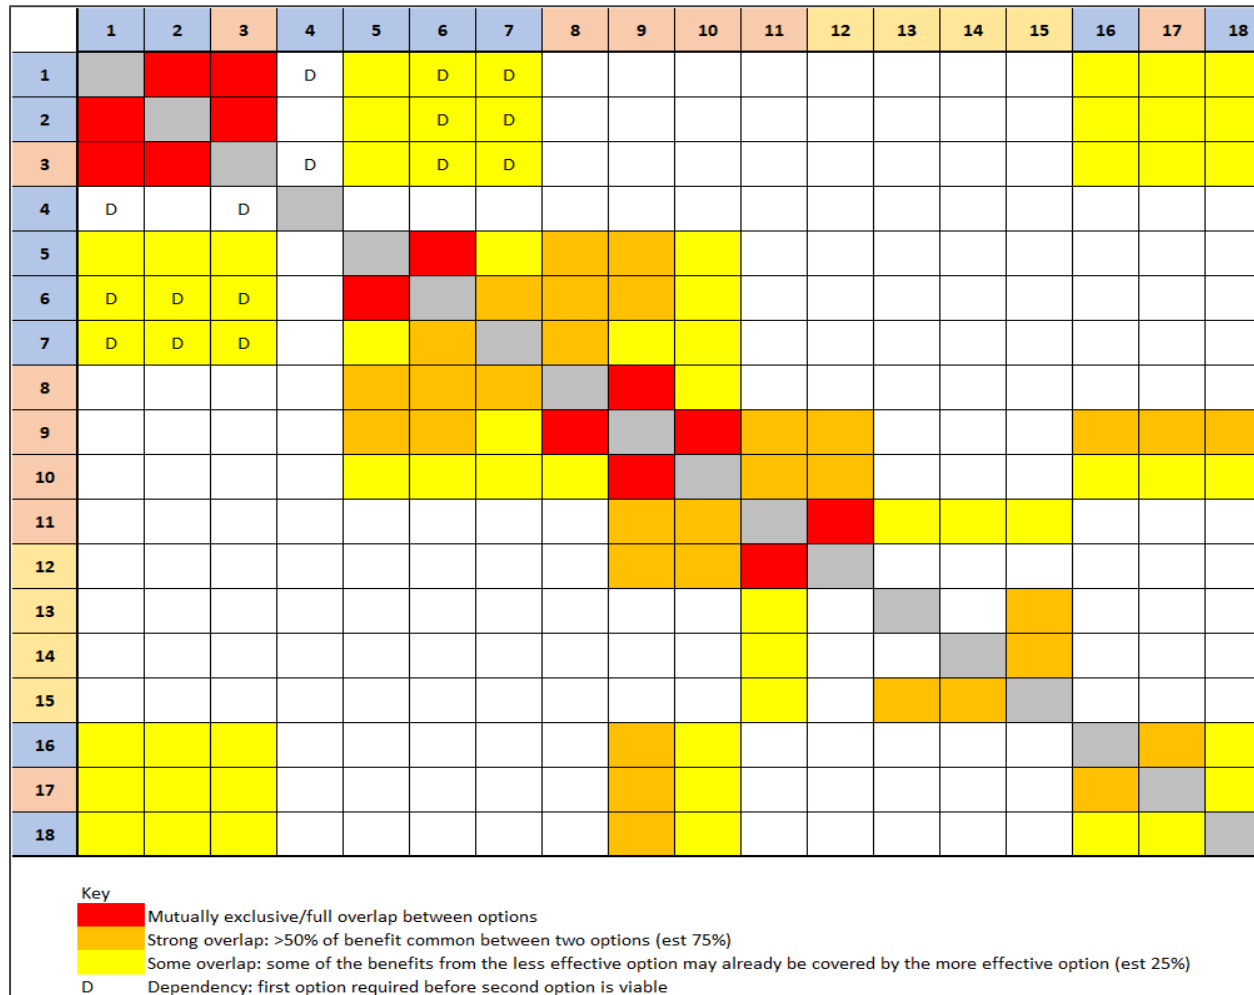 1 2 3 4 5 6 7 8 9 10 11 12 13 14 15 16 17 18
1 D D D
2 D D
3 D D D
4 D D
5
6 D D D
7 D D D
8
9
10
11
12
13
14
15
16
17
18
Key
Mutually exclusive/full overlap between options
Strong overlap: >50% of benefit common between two options (est 75%)
Some overlap: some of the benefits from the less effective option may already be covered by the more effective option (est 25%)
D Dependency: first option required before second option is viable